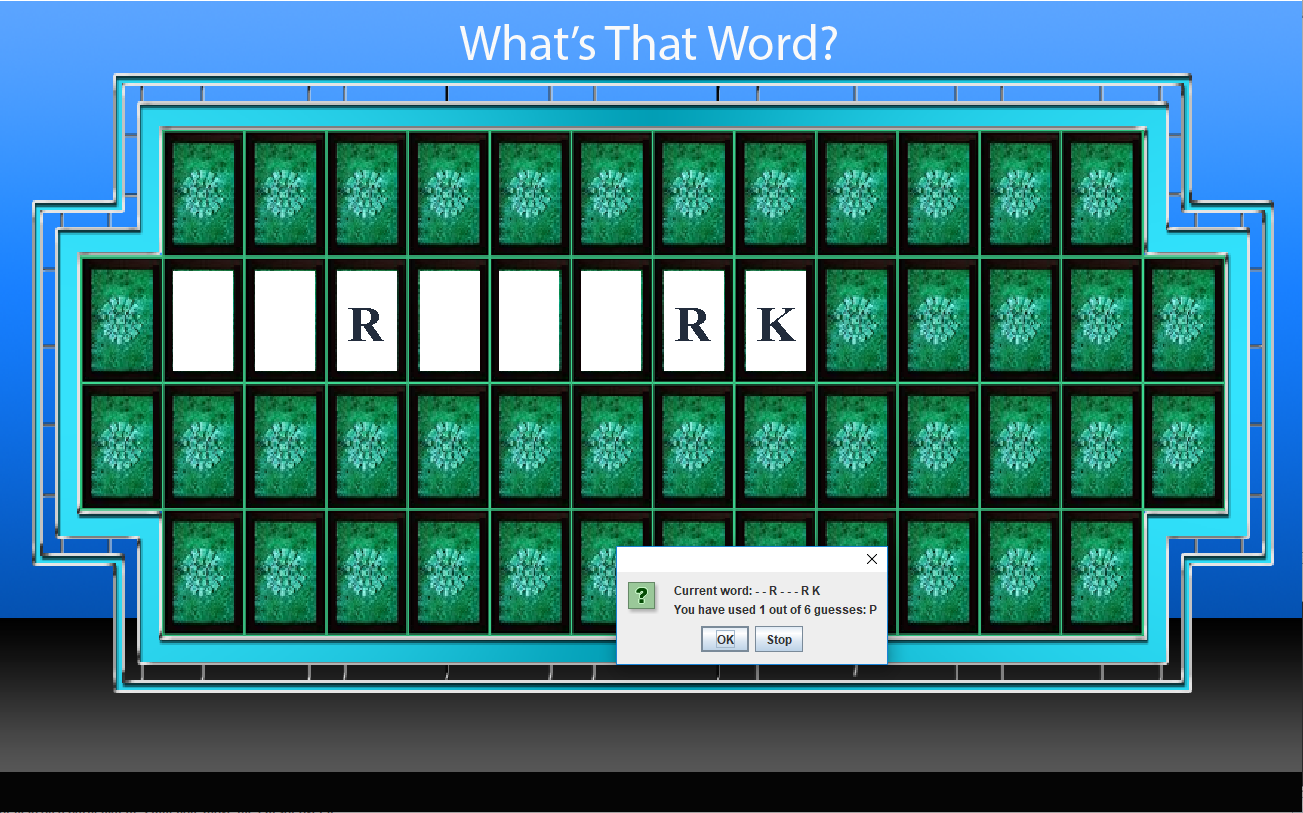 What's That Word?
R R K
Current word: - - R - - - R K
? You have used 1 out of 6 guesses: P
OK Stop